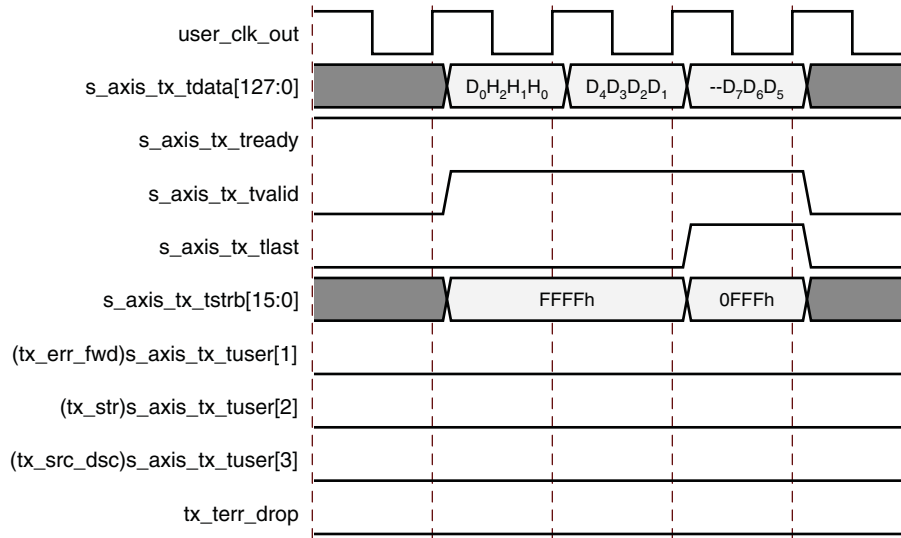 user_clk_out
s_axis_tx_tdata[127:0] D₀H₂H₁H₀ D₄D₃D₂D₁ --D₇D₆D₅
s_axis_tx_tready
s_axis_tx_tvalid
s_axis_tx_tlast
s_axis_tx_tstrb[15:0] FFFFh 0FFFh
(tx_err_fwd)s_axis_tx_tuser[1]
(tx_str)s_axis_tx_tuser[2]
(tx_src_dsc)s_axis_tx_tuser[3]
tx_terr_drop